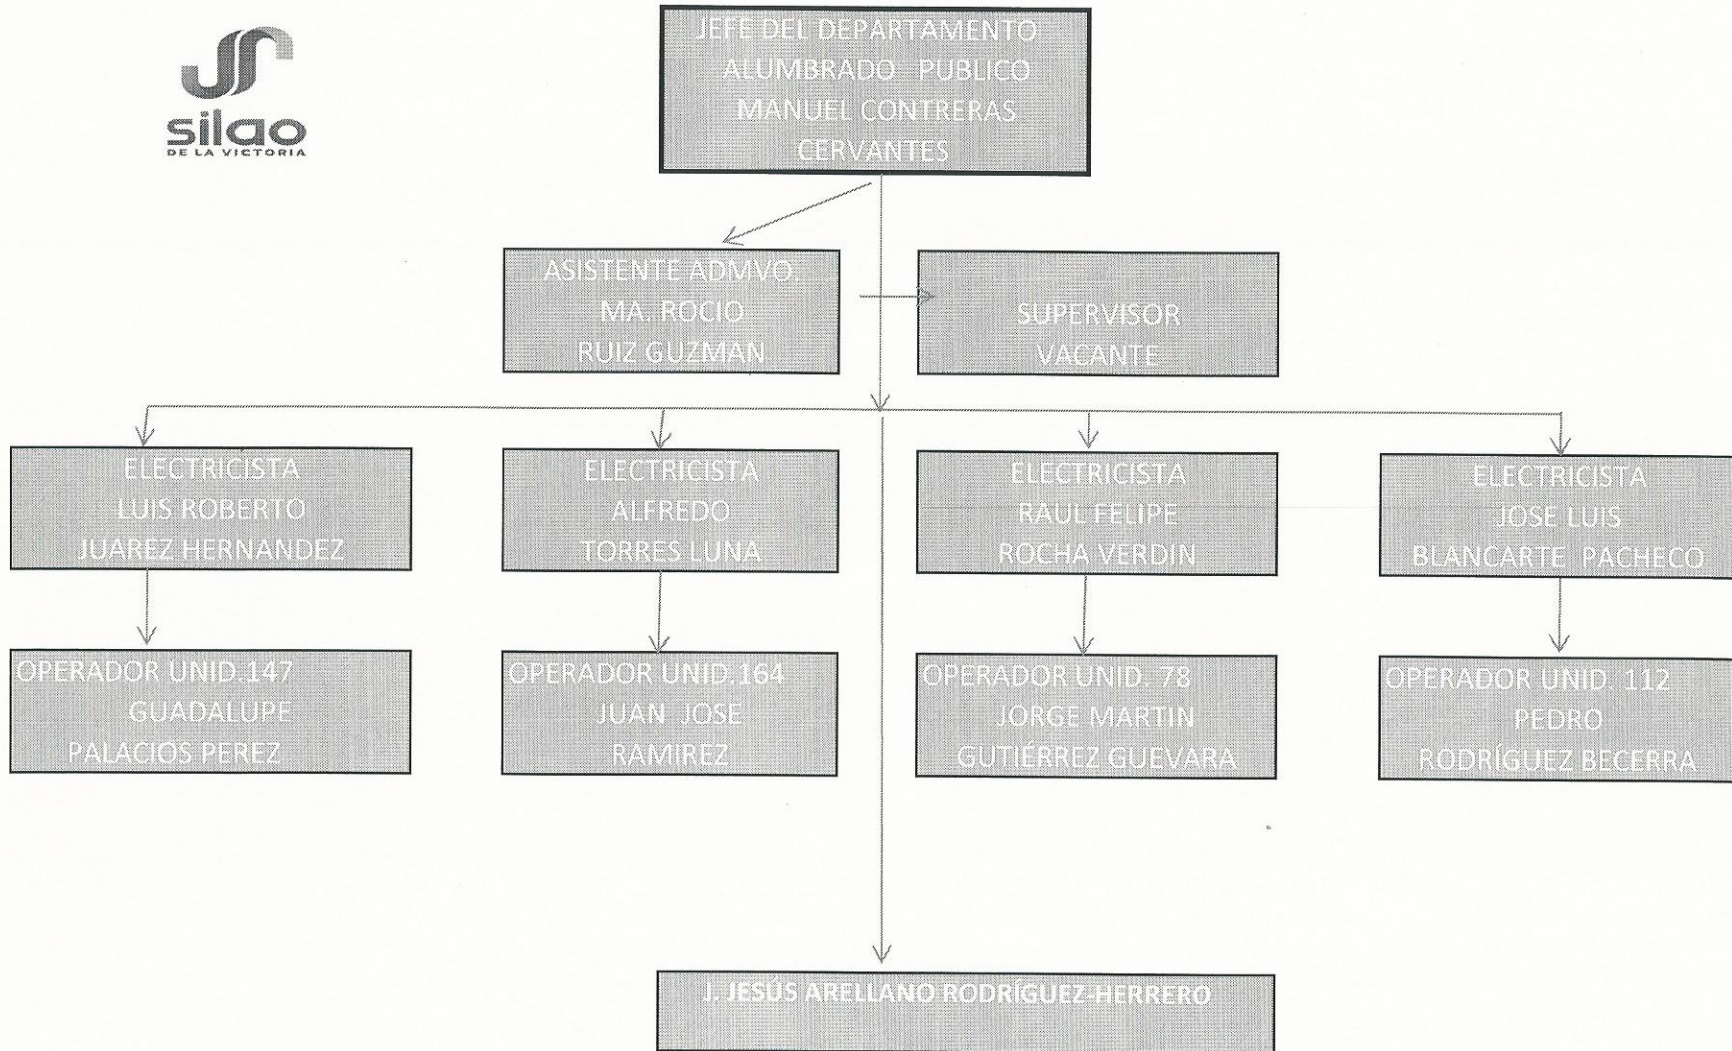 silao
DE LA VICTORIA
JEFE DEL DEPARTAMENTO
ALUMBRADO PUBLICO
MANUEL CONTRERAS
CERVANTES
ASISTENTE ADMVO.
MA. ROCIO
RUIZ GUZMAN
SUPERVISOR
VACANTE
ELECTRICISTA
LUIS ROBERTO
JUAREZ HERNANDEZ
ELECTRICISTA
ALFREDO
TORRES LUNA
ELECTRICISTA
RAUL FELIPE
ROCHA VERDIN
ELECTRICISTA
JOSE LUIS
BLANCARTE PACHECO
OPERADOR UNID.147
GUADALUPE
PALACIOS PEREZ
OPERADOR UNID.164
JUAN JOSE
RAMIREZ
OPERADOR UNID. 78
JORGE MARTIN
GUTIÉRREZ GUEVARA
OPERADOR UNID. 112
PEDRO
RODRÍGUEZ BECERRA
J. JESÚS ARELLANO RODRÍGUEZ-HERRERO